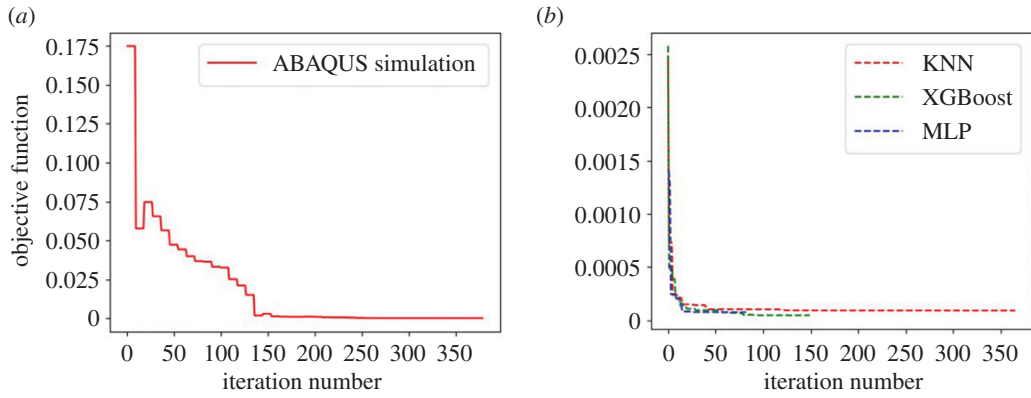 (a)
0.175
0.150
0.125
0.100
0.075
0.050
0.025
0
objective function
ABAQUS simulation
0 50 100 150 200 250 300 350
iteration number
(b)
0.0025
0.0020
0.0015
0.0010
0.0005
0
KNN
XGBoost
MLP
0 50 100 150 200 250 300 350
iteration number